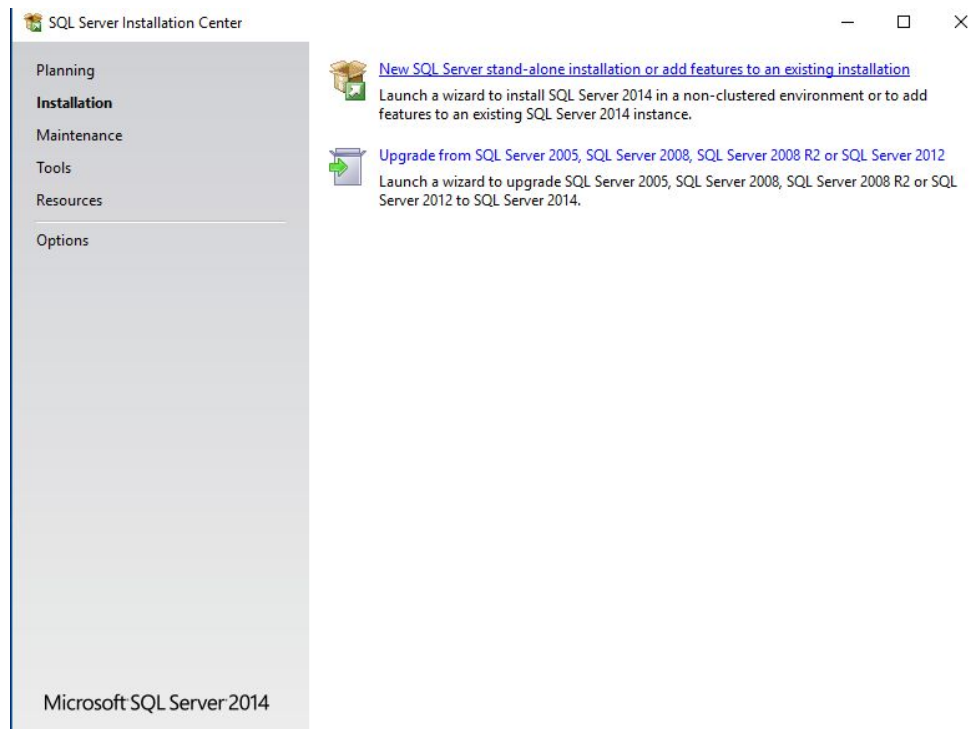 SQL Server Installation Center
Planning
Installation
Maintenance
Tools
Resources
Options
New SQL Server stand-alone installation or add features to an existing installation
Launch a wizard to install SQL Server 2014 in a non-clustered environment or to add
features to an existing SQL Server 2014 instance.
Upgrade from SQL Server 2005, SQL Server 2008, SQL Server 2008 R2 or SQL Server 2012
Launch a wizard to upgrade SQL Server 2005, SQL Server 2008, SQL Server 2008 R2 or SQL
Server 2012 to SQL Server 2014.
Microsoft SQL Server 2014